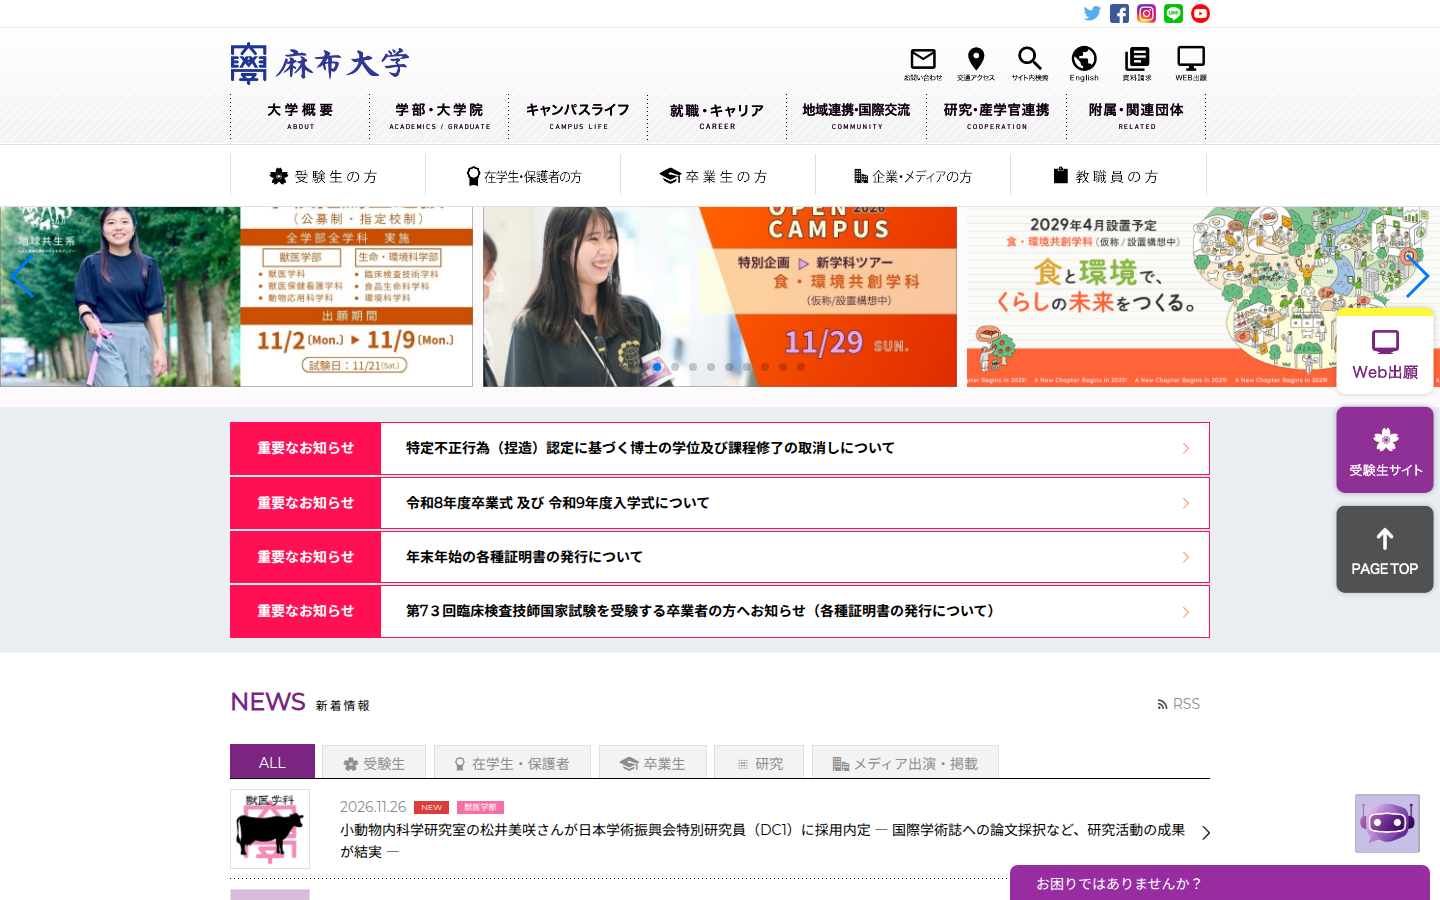 麻布大学
お問い合わせ
交通アクセス
サイト内検索
English
資料請求
WEB出願
大学概要
ABOUT
学部・大学院
ACADEMICS / GRADUATE
キャンパスライフ
CAMPUS LIFE
就職・キャリア
CAREER
地域連携・国際交流
COMMUNITY
研究・産学官連携
COOPERATION
附属・関連団体
RELATED
受験生の方
在学生・保護者の方
卒業生の方
企業・メディアの方
教職員の方
地球共生系
（公募制・指定校制）
全学部全学科 実施
獣医学部
生命・環境科学部
・獣医学科
・獣医保健看護学科
・動物応用科学科
・臨床検査技術学科
・食品生命科学科
・環境科学科
出願期間
11/2(Mon.) ▶ 11/9(Mon.)
試験日：11/21(Sat.)
OPEN 2026
CAMPUS
特別企画 ▶ 新学科ツアー
食・環境共創学科
（仮称/設置構想中）
11/29 SUN.
2029年4月設置予定
食・環境共創学科（仮称/設置構想中）
食と環境で、
くらしの未来をつくる。
Chapter Begins in 2029! A New Chapter Begins in 2029! A New Chapter Begins in 2029! A New Chapter Begins in 2029!
Web出願
受験生サイト
PAGE TOP
重要なお知らせ
特定不正行為（捏造）認定に基づく博士の学位及び課程修了の取消しについて
重要なお知らせ
令和8年度卒業式 及び 令和9年度入学式について
重要なお知らせ
年末年始の各種証明書の発行について
重要なお知らせ
第7３回臨床検査技師国家試験を受験する卒業者の方へお知らせ（各種証明書の発行について）
NEWS 新着情報
RSS
ALL
受験生
在学生・保護者
卒業生
研究
メディア出演・掲載
獣医学科
2026.11.26 NEW 獣医学部
小動物内科学研究室の松井美咲さんが日本学術振興会特別研究員（DC1）に採用内定 ― 国際学術誌への論文採択など、研究活動の成果
が結実 ―
お困りではありませんか？